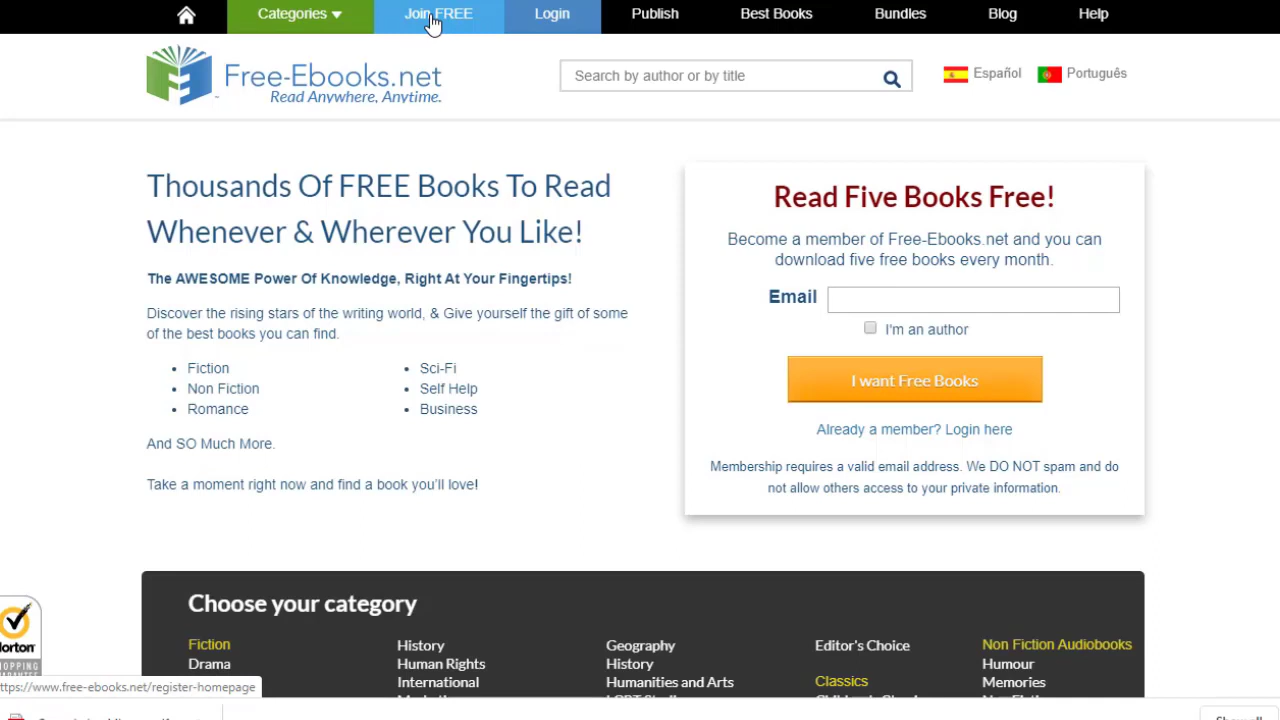 Categories Join FREE Login Publish Best Books Bundles Blog Help
Free-Ebooks.net
Read Anywhere, Anytime.
Search by author or by title
Español Português
Thousands Of FREE Books To Read
Whenever & Wherever You Like!
The AWESOME Power Of Knowledge, Right At Your Fingertips!
Discover the rising stars of the writing world, & Give yourself the gift of some
of the best books you can find.
Fiction Sci-Fi
Non Fiction Self Help
Romance Business
And SO Much More.
Take a moment right now and find a book you'll love!
Read Five Books Free!
Become a member of Free-Ebooks.net and you can
download five free books every month.
Email
I'm an author
I want Free Books
Already a member? Login here
Membership requires a valid email address. We DO NOT spam and do
not allow others access to your private information.
Choose your category
Fiction History Geography Editor's Choice Non Fiction Audiobooks
Drama Human Rights History Humour
International Humanities and Arts Classics Memories
orton
HOPPING
ttps://www.free-ebooks.net/register-homepage